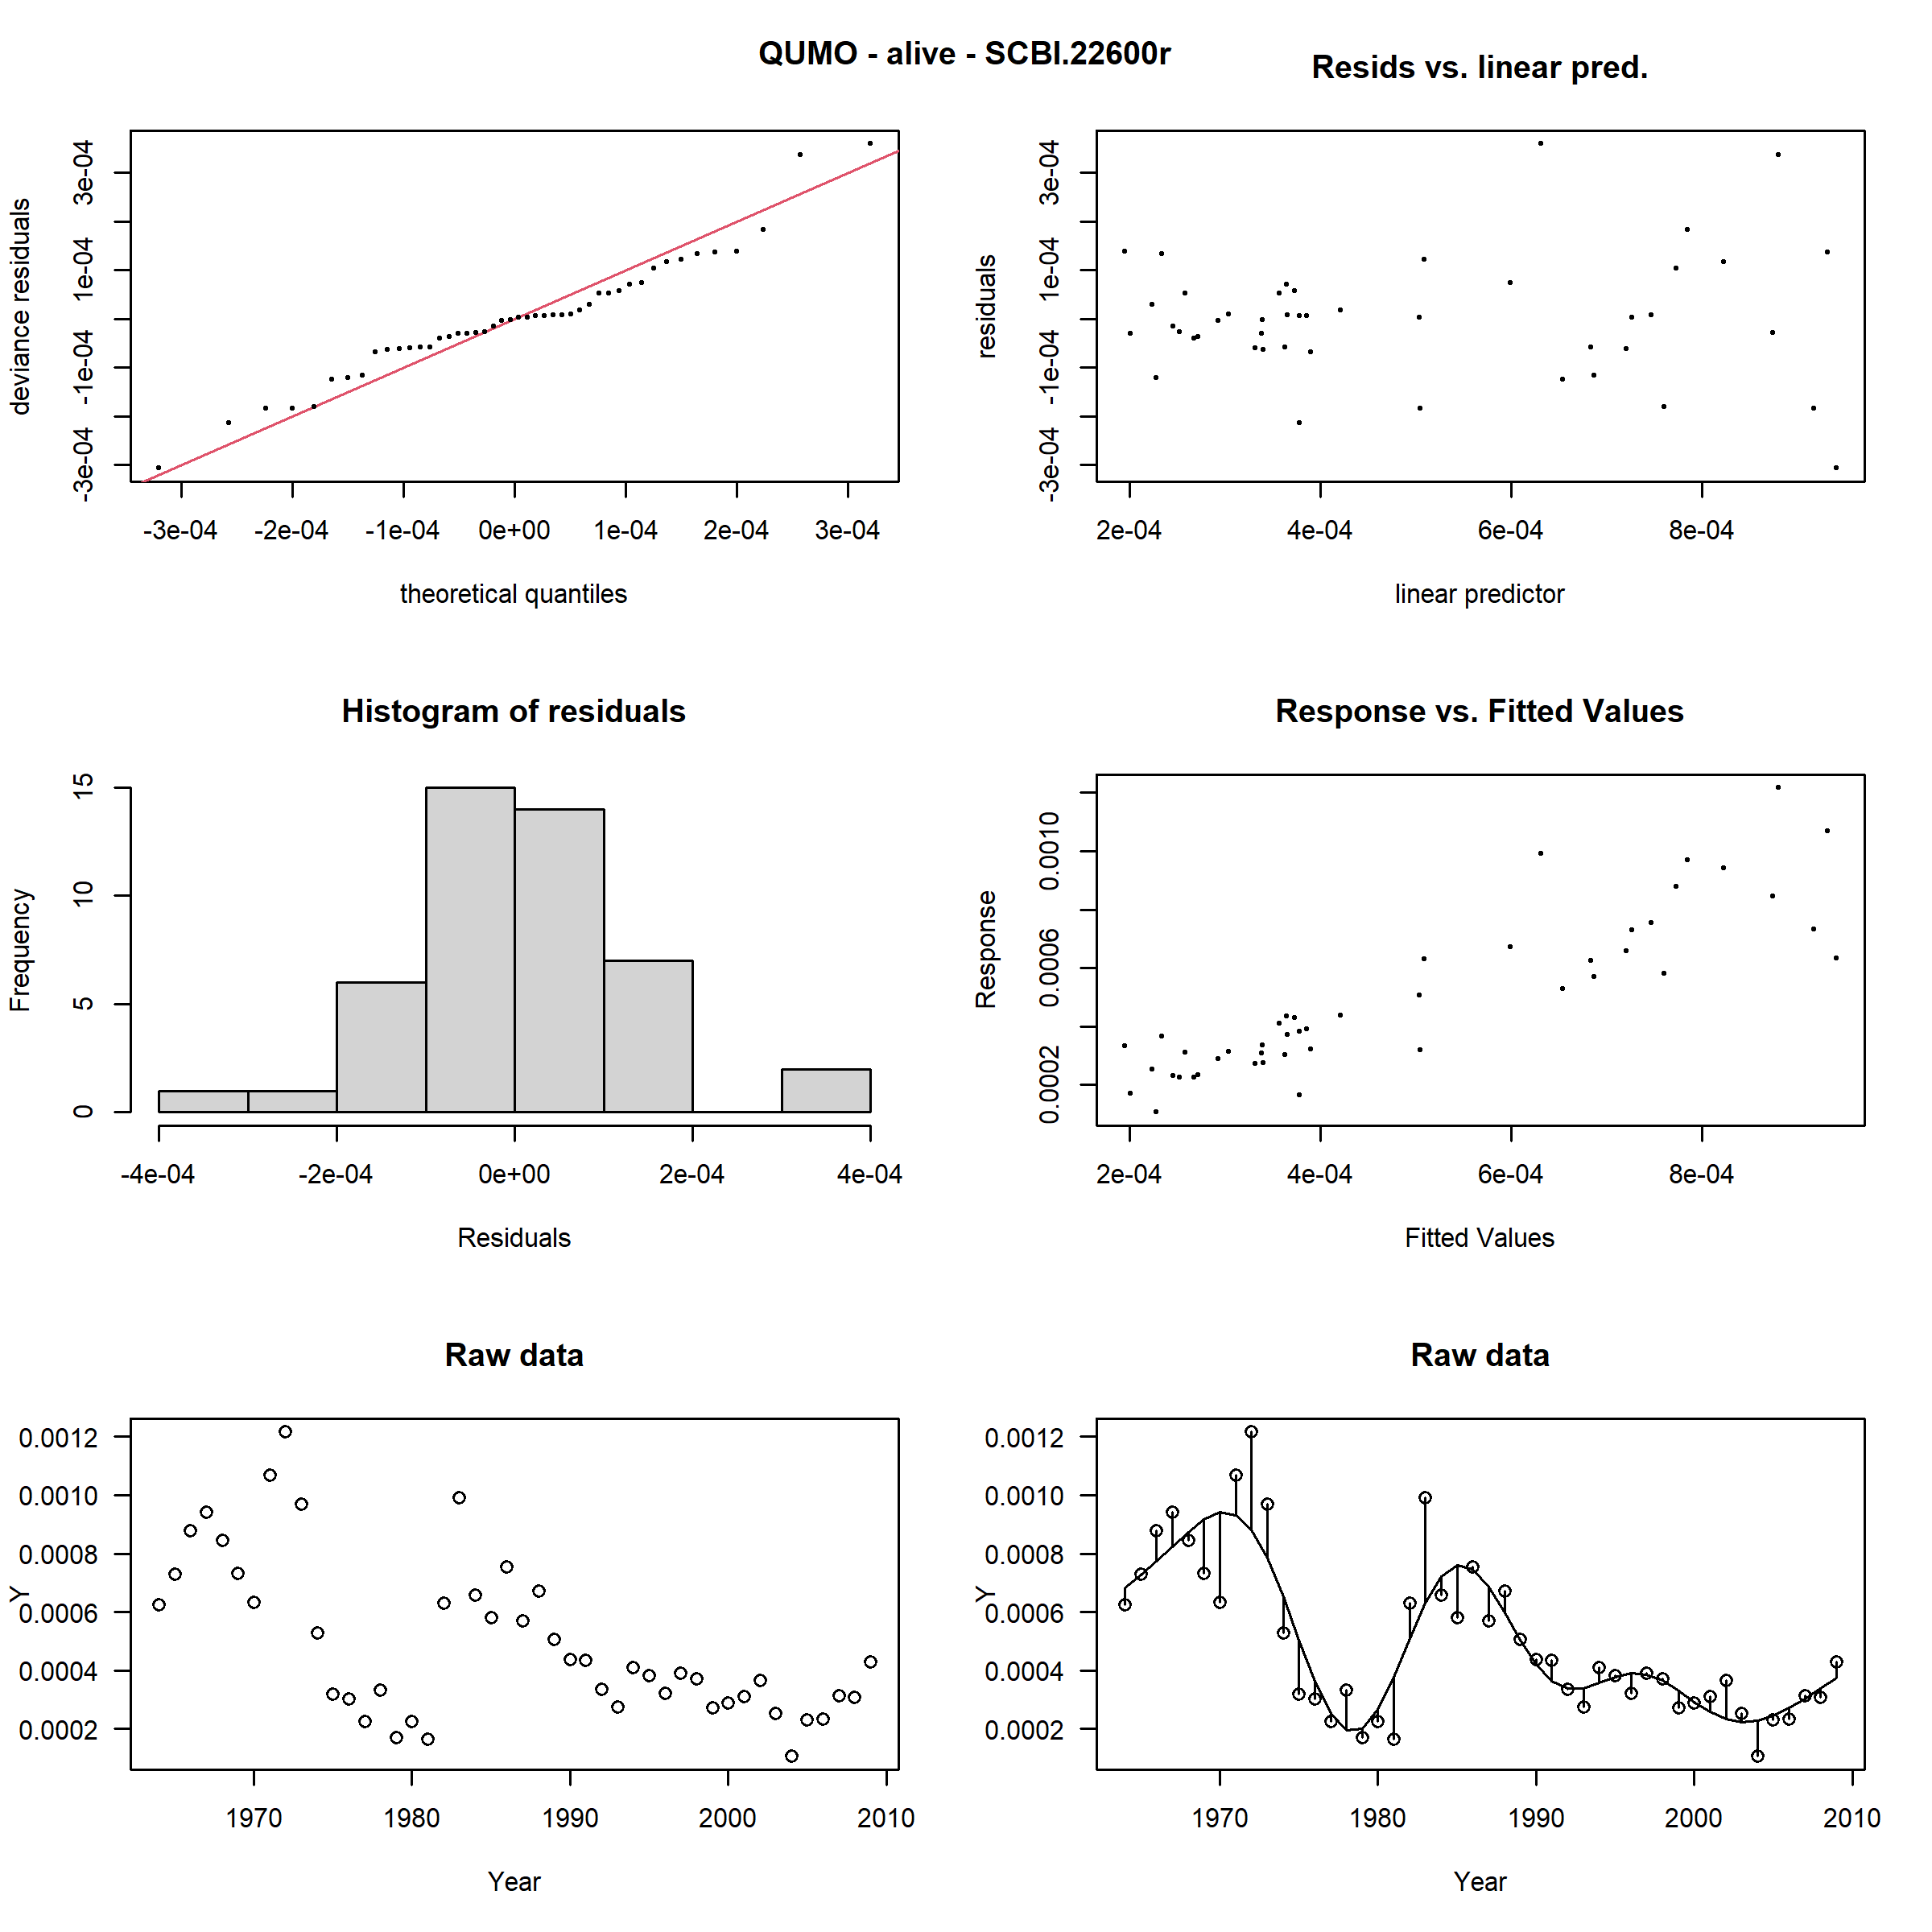 QUMO - alive - SCBI.22600r
Resids vs. linear pred.
deviance residuals
-3e-04 -1e-04 1e-04 3e-04
-3e-04 -2e-04 -1e-04 0e+00 1e-04 2e-04 3e-04
theoretical quantiles
residuals
-3e-04 -1e-04 1e-04 3e-04
2e-04 4e-04 6e-04 8e-04
linear predictor
Histogram of residuals
Frequency
0 5 10 15
-4e-04 -2e-04 0e+00 2e-04 4e-04
Residuals
Response vs. Fitted Values
Response
0.0002 0.0006 0.0010
2e-04 4e-04 6e-04 8e-04
Fitted Values
Raw data
Y
0.0012
0.0010
0.0008
0.0006
0.0004
0.0002
1970 1980 1990 2000 2010
Year
Raw data
Y
0.0012
0.0010
0.0008
0.0006
0.0004
0.0002
1970 1980 1990 2000 2010
Year